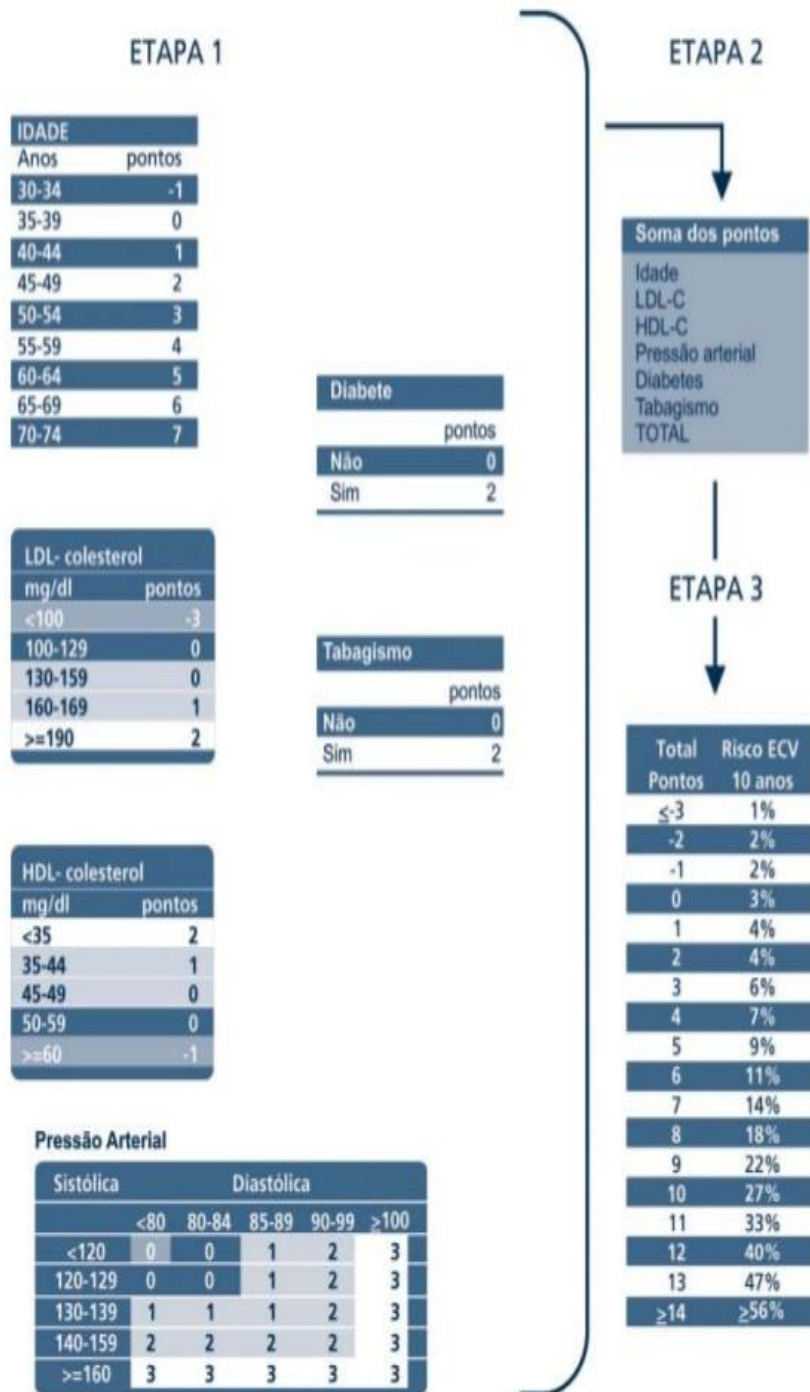 ETAPA 1
IDADE
Anos pontos
30-34 -1
35-39 0
40-44 1
45-49 2
50-54 3
55-59 4
60-64 5
65-69 6
70-74 7
LDL- colesterol
mg/dl pontos
<100 -3
100-129 0
130-159 0
160-169 1
>=190 2
HDL- colesterol
mg/dl pontos
<35 2
35-44 1
45-49 0
50-59 0
>=60 -1
Diabete
pontos
Não 0
Sim 2
Tabagismo
pontos
Não 0
Sim 2
Pressão Arterial
Sistólica Diastólica
<80 80-84 85-89 90-99 ≥100
<120 0 0 1 2 3
120-129 0 0 1 2 3
130-139 1 1 1 2 3
140-159 2 2 2 2 3
>=160 3 3 3 3 3
ETAPA 2
Soma dos pontos
Idade
LDL-C
HDL-C
Pressão arterial
Diabetes
Tabagismo
TOTAL
ETAPA 3
Total Risco ECV
Pontos 10 anos
≤-3 1%
-2 2%
-1 2%
0 3%
1 4%
2 4%
3 6%
4 7%
5 9%
6 11%
7 14%
8 18%
9 22%
10 27%
11 33%
12 40%
13 47%
≥14 ≥56%